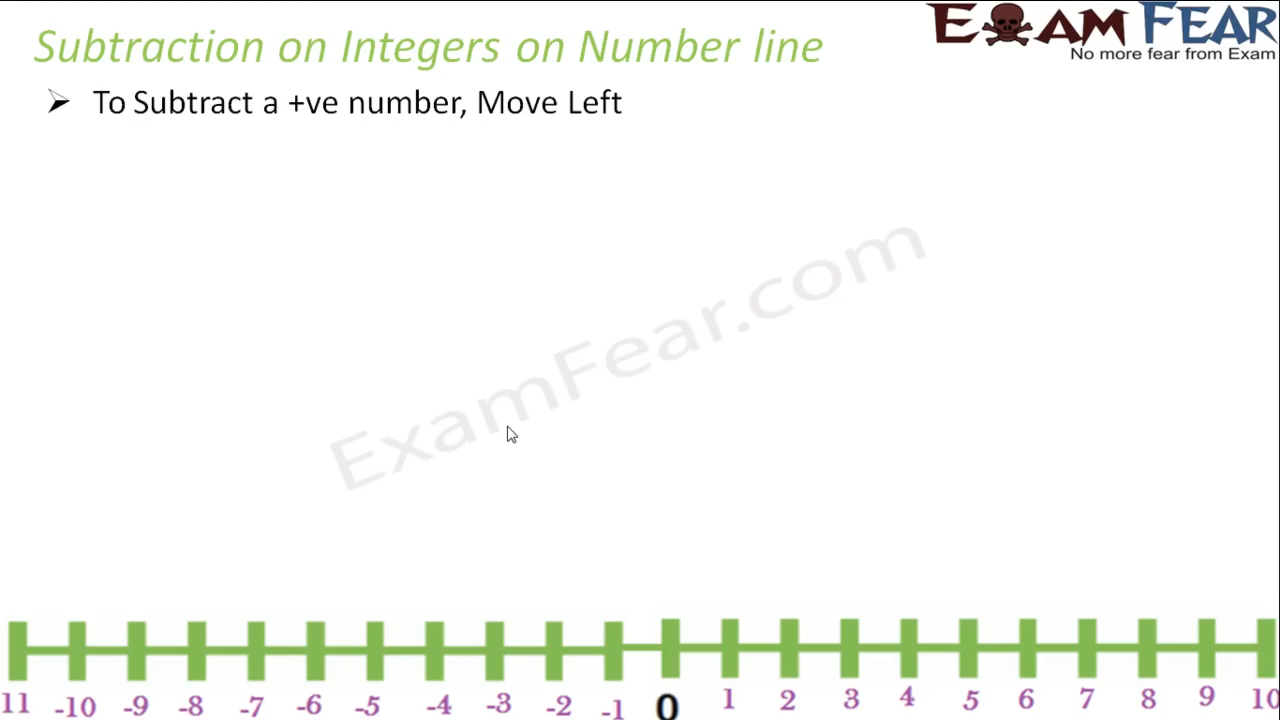 EXAM FEAR
No more fear from Exam
Subtraction on Integers on Number line
➢ To Subtract a +ve number, Move Left
ExamFear.com
11 -10 -9 -8 -7 -6 -5 -4 -3 -2 -1 0 1 2 3 4 5 6 7 8 9 10